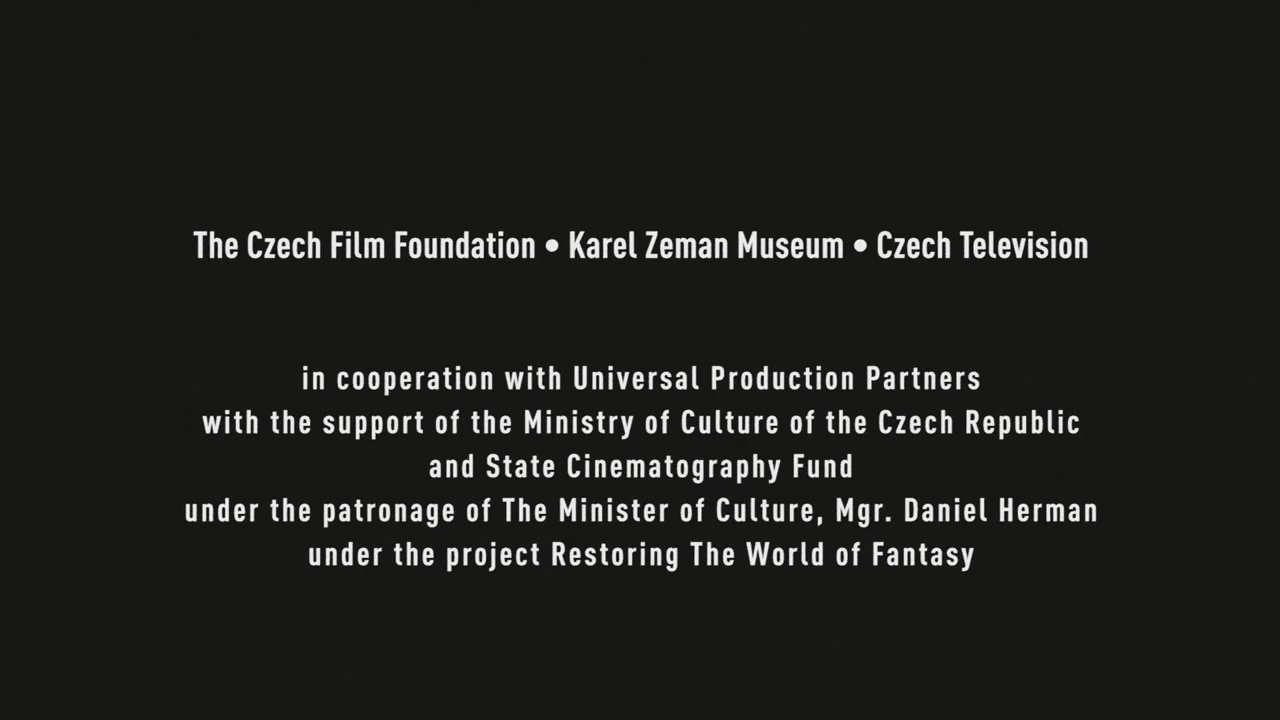 The Czech Film Foundation • Karel Zeman Museum • Czech Television
in cooperation with Universal Production Partners
with the support of the Ministry of Culture of the Czech Republic
and State Cinematography Fund
under the patronage of The Minister of Culture, Mgr. Daniel Herman
under the project Restoring The World of Fantasy